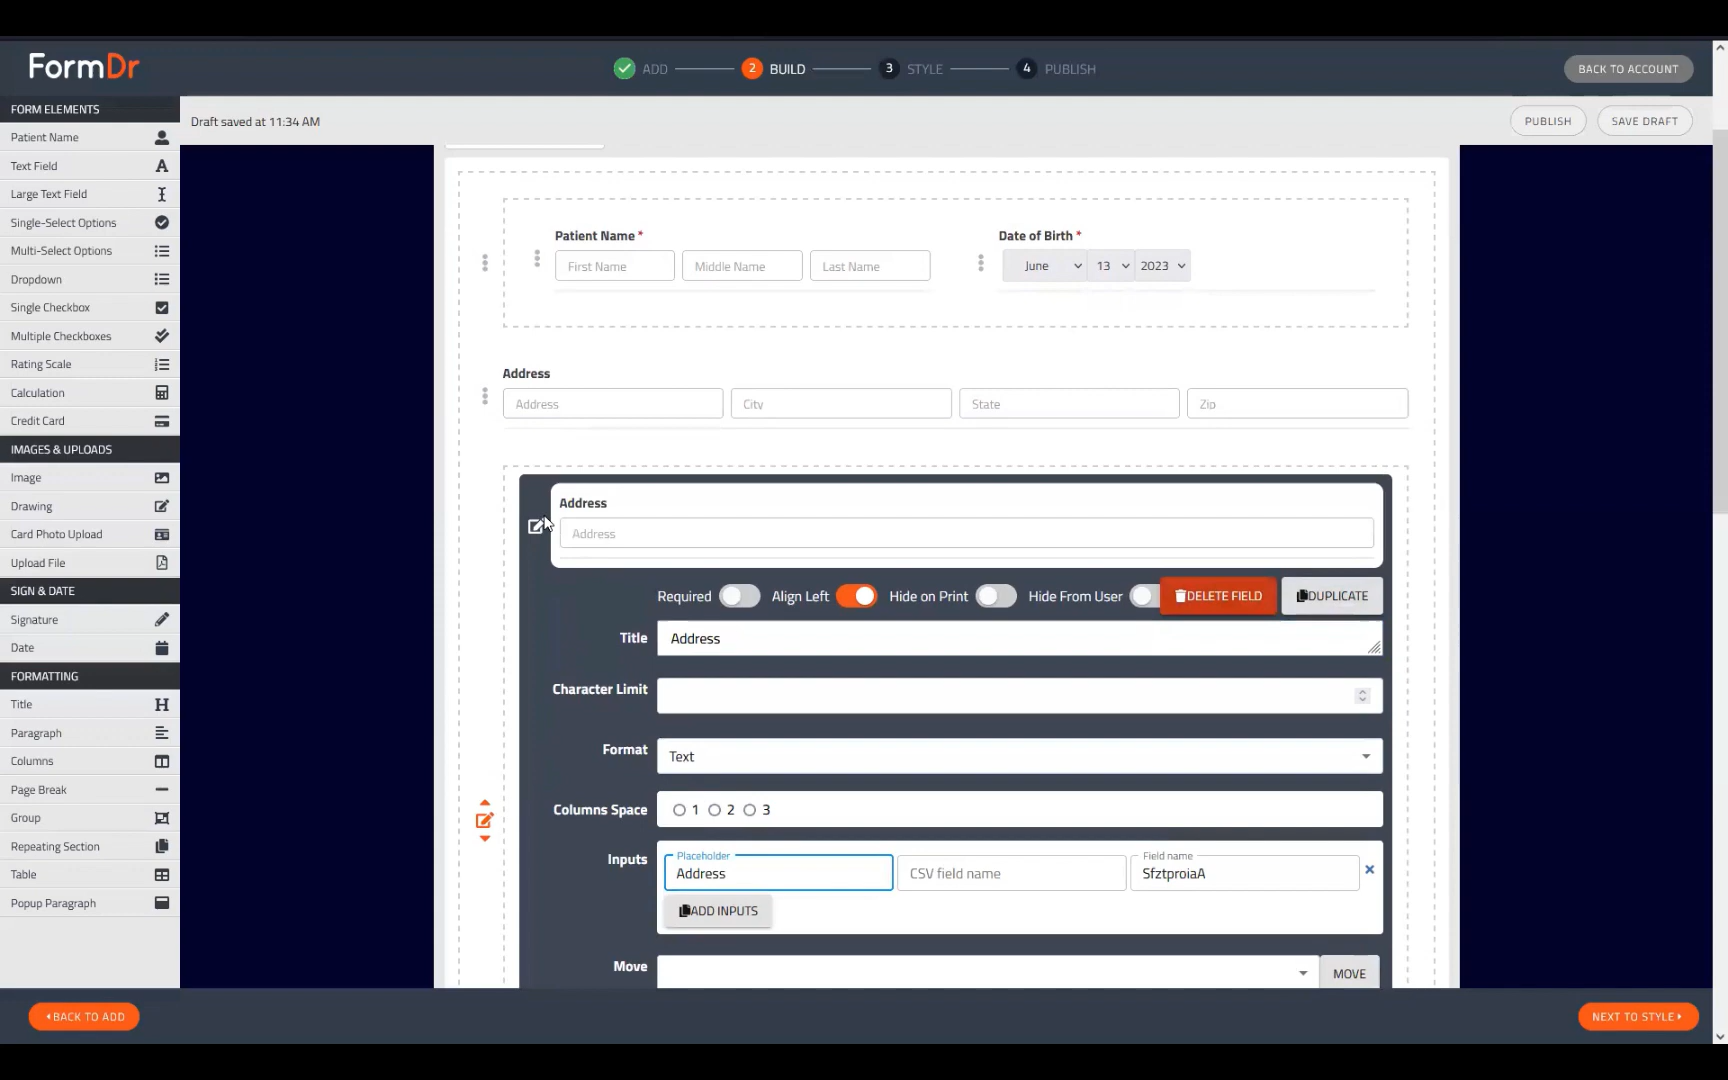 FormDr
ADD
2 BUILD
3 STYLE
4 PUBLISH
BACK TO ACCOUNT
FORM ELEMENTS
Draft saved at 11:34 AM
PUBLISH
SAVE DRAFT
Patient Name
Text Field
Large Text Field
Single-Select Options
Multi-Select Options
Dropdown
Single Checkbox
Multiple Checkboxes
Rating Scale
Calculation
Credit Card
IMAGES & UPLOADS
Image
Drawing
Card Photo Upload
Upload File
SIGN & DATE
Signature
Date
FORMATTING
Title
Paragraph
Columns
Page Break
Group
Repeating Section
Table
Popup Paragraph
Patient Name *
First Name
Middle Name
Last Name
Date of Birth *
June
13
2023
Address
Address
City
State
Zip
Address
Address
Required
Align Left
Hide on Print
Hide From User
DELETE FIELD
DUPLICATE
Title
Address
Character Limit
Format
Text
Columns Space
1
2
3
Inputs
Placeholder
Address
CSV field name
Field name
SfztproiaA
ADD INPUTS
Move
MOVE
BACK TO ADD
NEXT TO STYLE